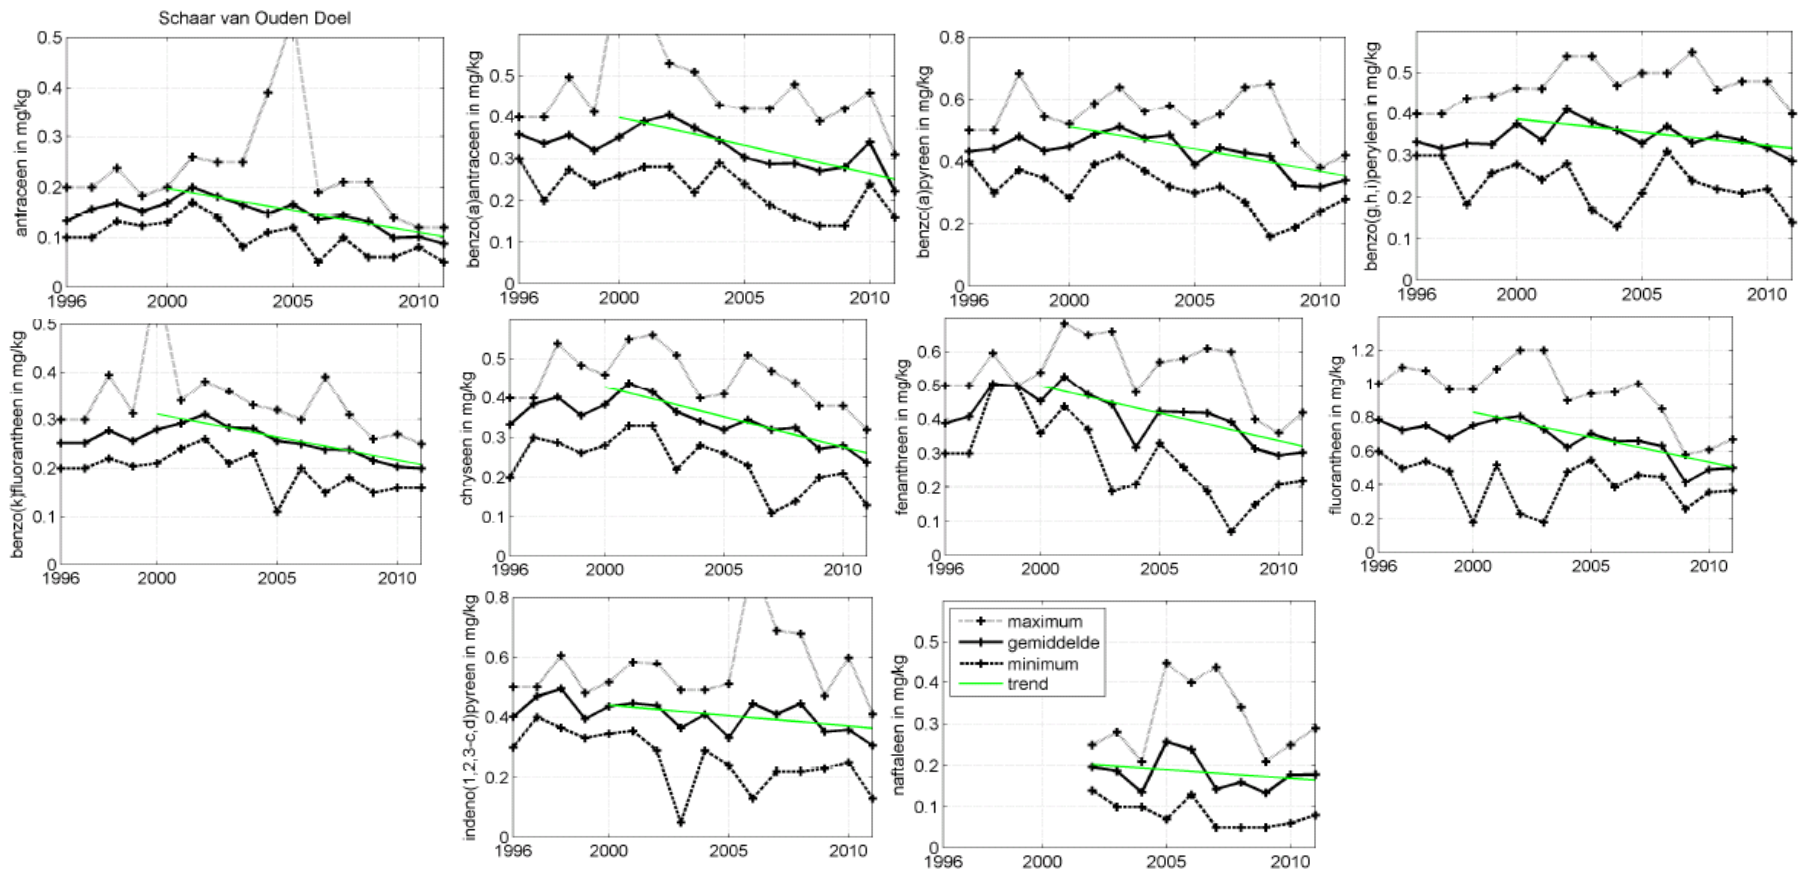 Schaar van Ouden Doel
antraceen in mg/kg
0.5
0.4
0.3
0.2
0.1
0
1996 2000 2005 2010
benzo(a)antraceen in mg/kg
0.5
0.4
0.3
0.2
0.1
0
1996 2000 2005 2010
benzo(a)pyreen in mg/kg
0.8
0.6
0.4
0.2
0
1996 2000 2005 2010
benzo(g,h,i)peryleen in mg/kg
0.5
0.4
0.3
0.2
0.1
0
1996 2000 2005 2010
benzo(k)fluorantheen in mg/kg
0.5
0.4
0.3
0.2
0.1
0
1996 2000 2005 2010
chryseen in mg/kg
0.5
0.4
0.3
0.2
0.1
0
1996 2000 2005 2010
fenanthreen in mg/kg
0.6
0.5
0.4
0.3
0.2
0.1
0
1996 2000 2005 2010
fluorantheen in mg/kg
1.2
1
0.8
0.6
0.4
0.2
0
1996 2000 2005 2010
indeno(1,2,3-c,d)pyreen in mg/kg
0.8
0.6
0.4
0.2
0
1996 2000 2005 2010
naftaleen in mg/kg
0.5
0.4
0.3
0.2
0.1
0
1996 2000 2005 2010
maximum
gemiddelde
minimum
trend